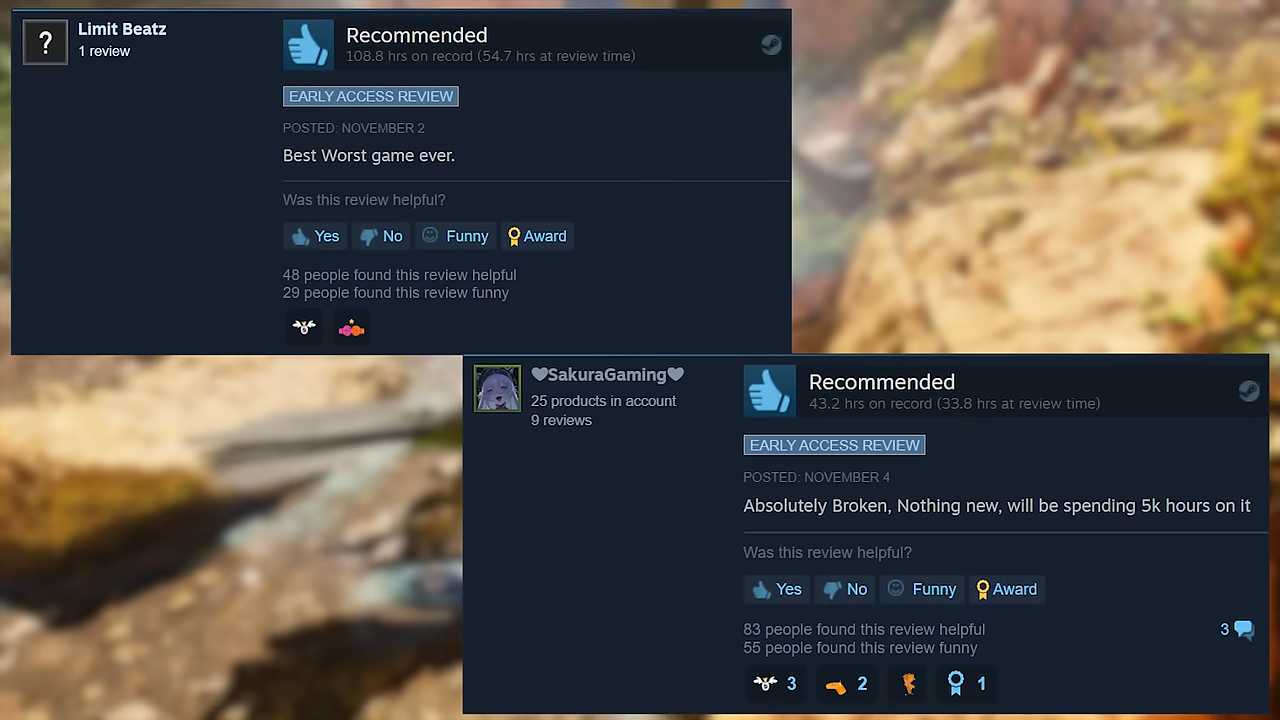 ?
Limit Beatz
1 review
Recommended
108.8 hrs on record (54.7 hrs at review time)
EARLY ACCESS REVIEW
POSTED: NOVEMBER 2
Best Worst game ever.
Was this review helpful?
Yes No Funny Award
48 people found this review helpful
29 people found this review funny
♥SakuraGaming♥
25 products in account
9 reviews
Recommended
43.2 hrs on record (33.8 hrs at review time)
EARLY ACCESS REVIEW
POSTED: NOVEMBER 4
Absolutely Broken, Nothing new, will be spending 5k hours on it
Was this review helpful?
Yes No Funny Award
83 people found this review helpful
3
55 people found this review funny
3 2 1